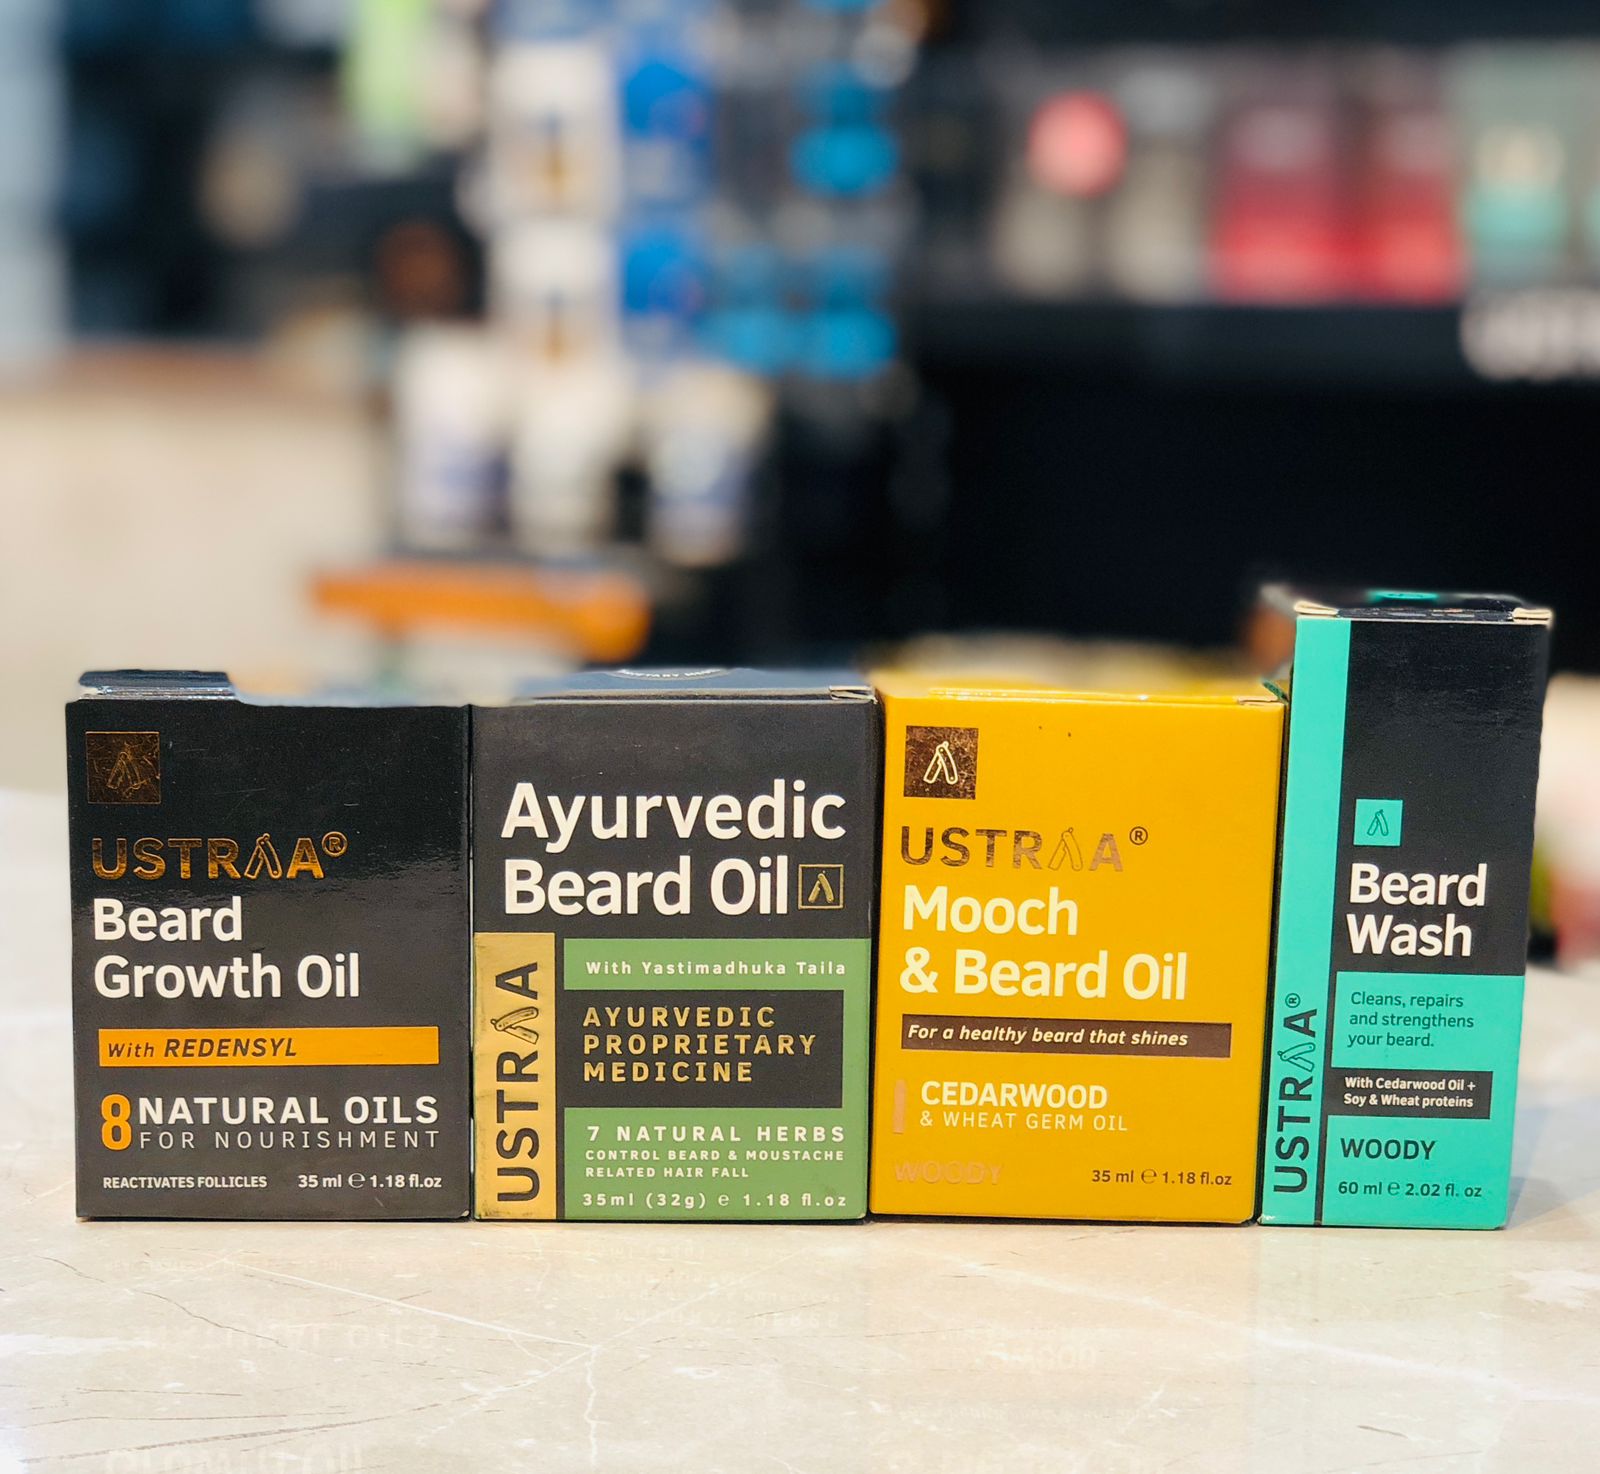 USTRAA®
Beard
Growth Oil
With REDENSYL
8 NATURAL OILS
FOR NOURISHMENT
REACTIVATES FOLLICLES 35 ml ℮ 1.18 fl.oz
Ayurvedic
Beard Oil
USTRAA
With Yastimadhuka Taila
AYURVEDIC
PROPRIETARY
MEDICINE
7 NATURAL HERBS
CONTROL BEARD & MOUSTACHE
RELATED HAIR FALL
35ml (32g) ℮ 1.18 fl.oz
USTRAA®
Mooch
& Beard Oil
For a healthy beard that shines
CEDARWOOD
& WHEAT GERM OIL
WOODY 35 ml ℮ 1.18 fl.oz
USTRAA®
Beard
Wash
Cleans, repairs
and strengthens
your beard.
With Cedarwood Oil +
Soy & Wheat proteins
WOODY
60 ml ℮ 2.02 fl. oz